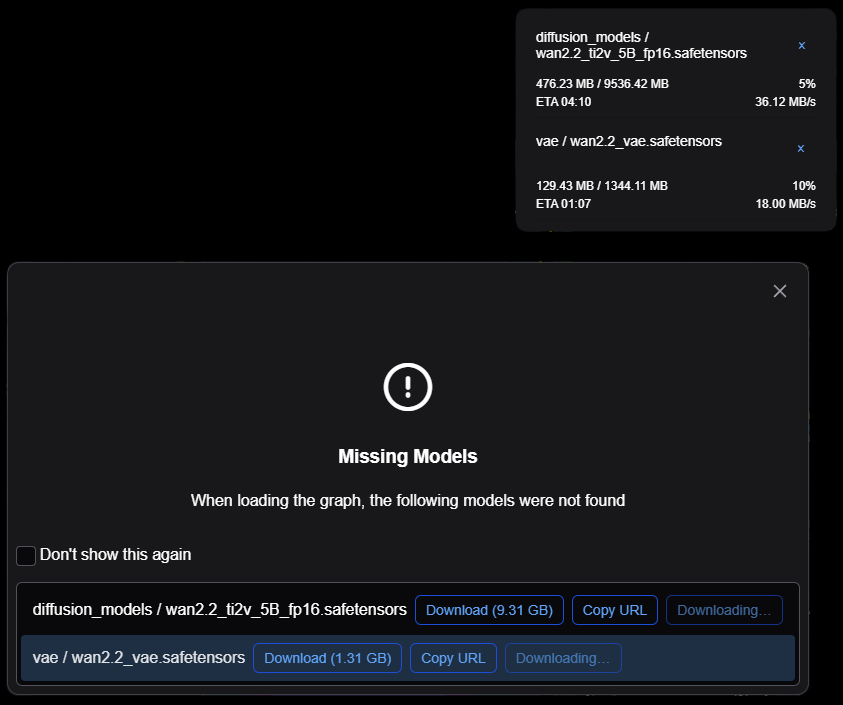 diffusion_models /
wan2.2_ti2v_5B_fp16.safetensors
x
476.23 MB / 9536.42 MB 5%
ETA 04:10 36.12 MB/s
vae / wan2.2_vae.safetensors
x
129.43 MB / 1344.11 MB 10%
ETA 01:07 18.00 MB/s
Missing Models
When loading the graph, the following models were not found
Don't show this again
diffusion_models / wan2.2_ti2v_5B_fp16.safetensors Download (9.31 GB) Copy URL Downloading...
vae / wan2.2_vae.safetensors Download (1.31 GB) Copy URL Downloading...